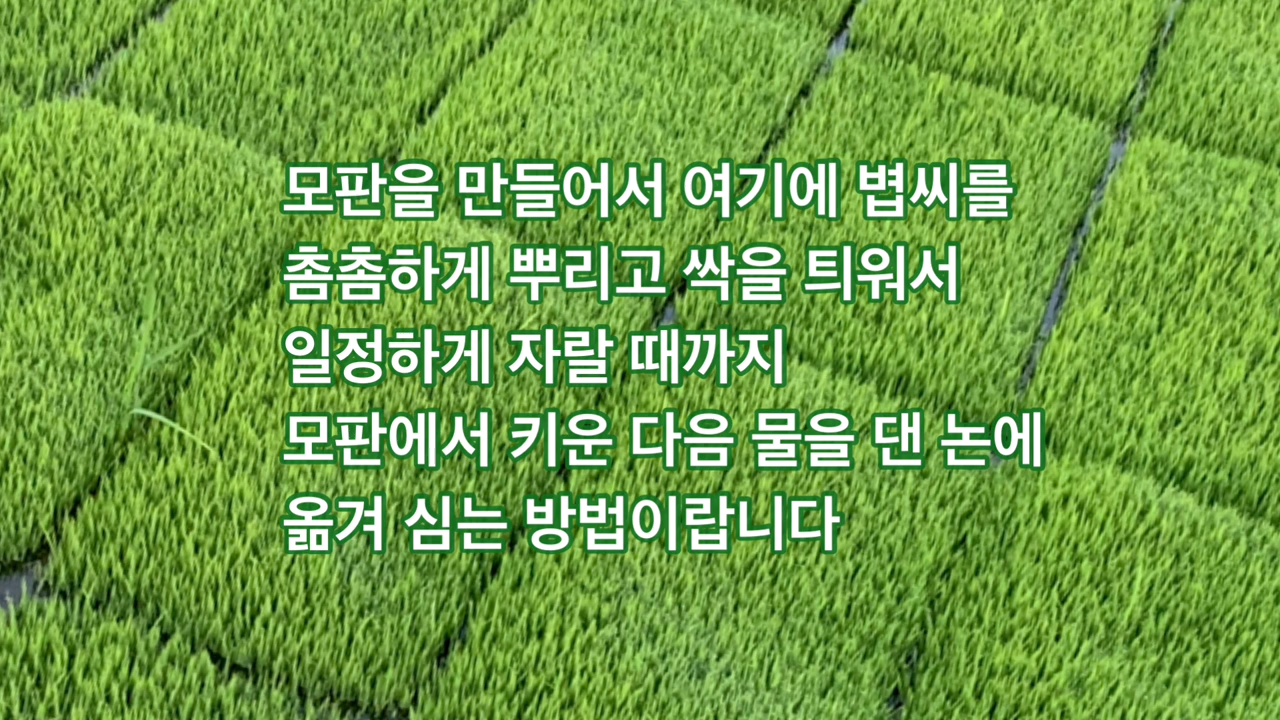 모판을 만들어서 여기에 볍씨를
촘촘하게 뿌리고 싹을 틔워서
일정하게 자랄 때까지
모판에서 키운 다음 물을 댄 논에
옮겨 심는 방법이랍니다